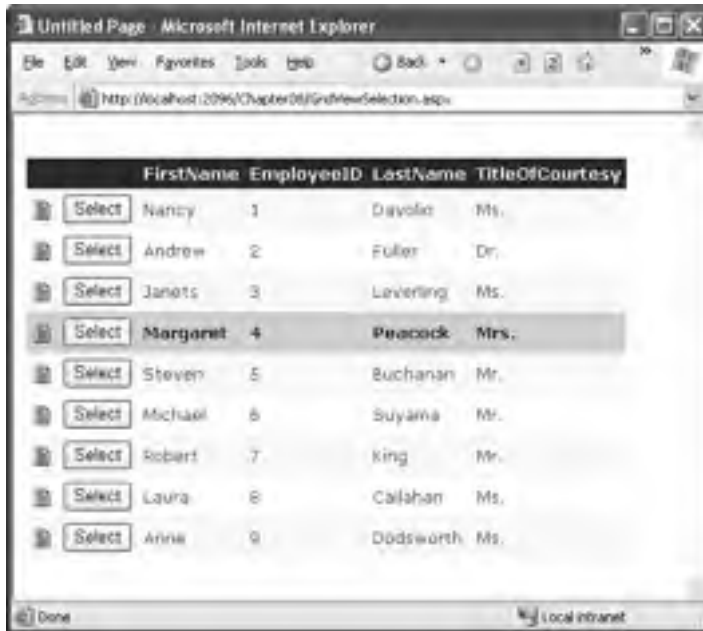 Untitled Page - Microsoft Internet Explorer
File Edit View Favorites Tools Help Back »
Address http://localhost:2096/Chapter08/GridViewSelection.aspx
FirstName EmployeeID LastName TitleOfCourtesy
Select Nancy 1 Davolio Ms.
Select Andrew 2 Fuller Dr.
Select Janets 3 Leverling Ms.
Select Margaret 4 Peacock Mrs.
Select Steven 5 Buchanan Mr.
Select Michael 6 Suyama Mr.
Select Robert 7 King Mr.
Select Laura 8 Callahan Ms.
Select Anne 9 Dodsworth Ms.
Done Local intranet